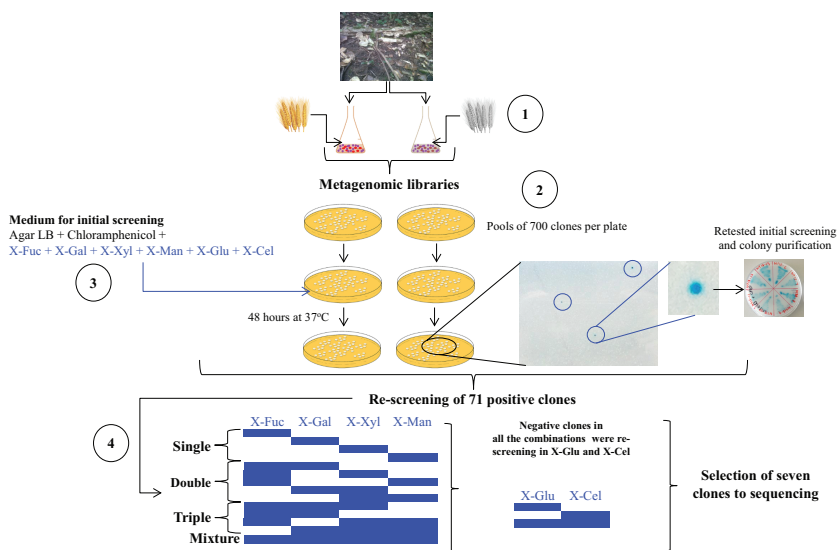 1
Metagenomic libraries
2
Pools of 700 clones per plate
Medium for initial screening
Agar LB + Chloramphenicol +
X-Fuc + X-Gal + X-Xyl + X-Man + X-Glu + X-Cel
3
Retested initial screening
and colony purification
48 hours at 37ºC
Re-screening of 71 positive clones
4
X-Fuc X-Gal X-Xyl X-Man
Single
Double
Triple
Mixture
Negative clones in
all the combinations were re-
screening in X-Glu and X-Cel
X-Glu X-Cel
Selection of seven
clones to sequencing